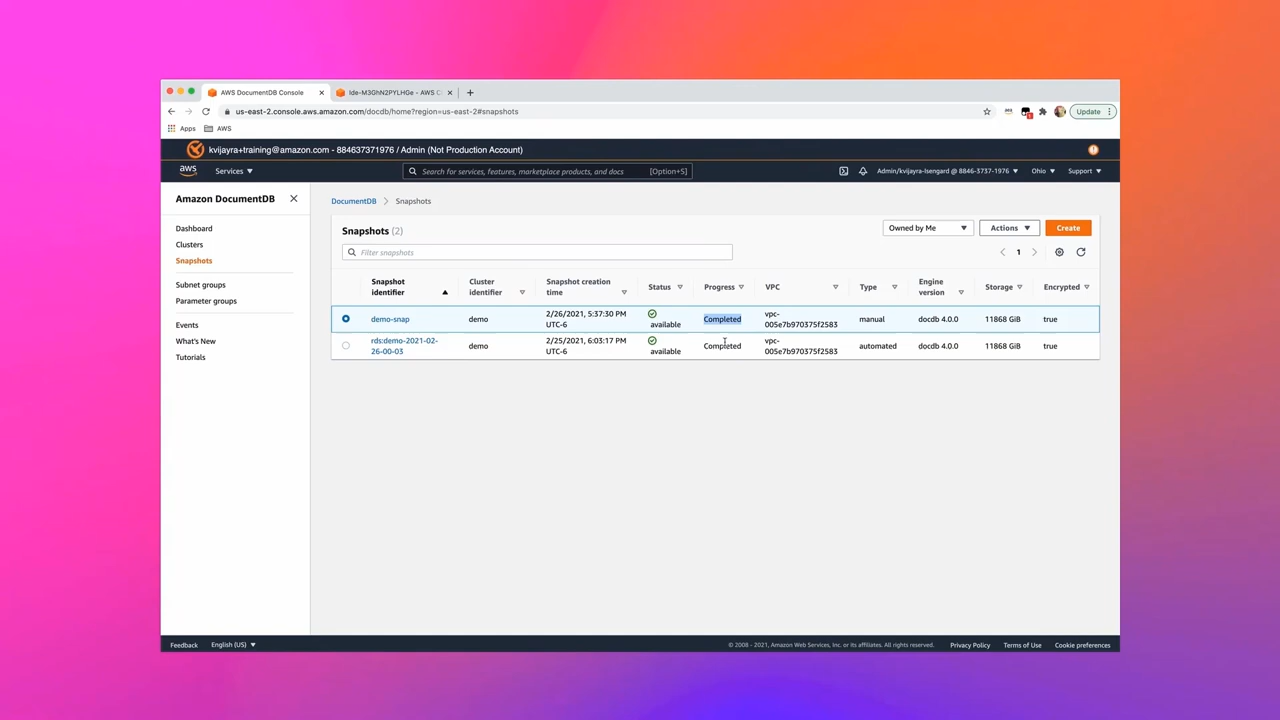 AWS DocumentDB Console
Ide-M3GhN2PYLHGe - AWS C
us-east-2.console.aws.amazon.com/docdb/home?region=us-east-2#snapshots
Update
Apps
AWS
kvijayra+training@amazon.com - 884637371976 / Admin (Not Production Account)
aws
Services
Search for services, features, marketplace products, and docs
[Option+S]
Admin/kvijayra-Isengard @ 8846-3737-1976
Ohio
Support
Amazon DocumentDB
Dashboard
Clusters
Snapshots
Subnet groups
Parameter groups
Events
What's New
Tutorials
DocumentDB
Snapshots
Snapshots (2)
Owned by Me
Actions
Create
Filter snapshots
1
Snapshot identifier
Cluster identifier
Snapshot creation time
Status
Progress
VPC
Type
Engine version
Storage
Encrypted
demo-snap
demo
2/26/2021, 5:37:30 PM UTC-6
available
Completed
vpc-005e7b970375f2583
manual
docdb 4.0.0
11868 GiB
true
rds:demo-2021-02-26-00-03
demo
2/25/2021, 6:03:17 PM UTC-6
available
Completed
vpc-005e7b970375f2583
automated
docdb 4.0.0
11868 GiB
true
Feedback
English (US)
© 2008 - 2021, Amazon Web Services, Inc. or its affiliates. All rights reserved.
Privacy Policy
Terms of Use
Cookie preferences